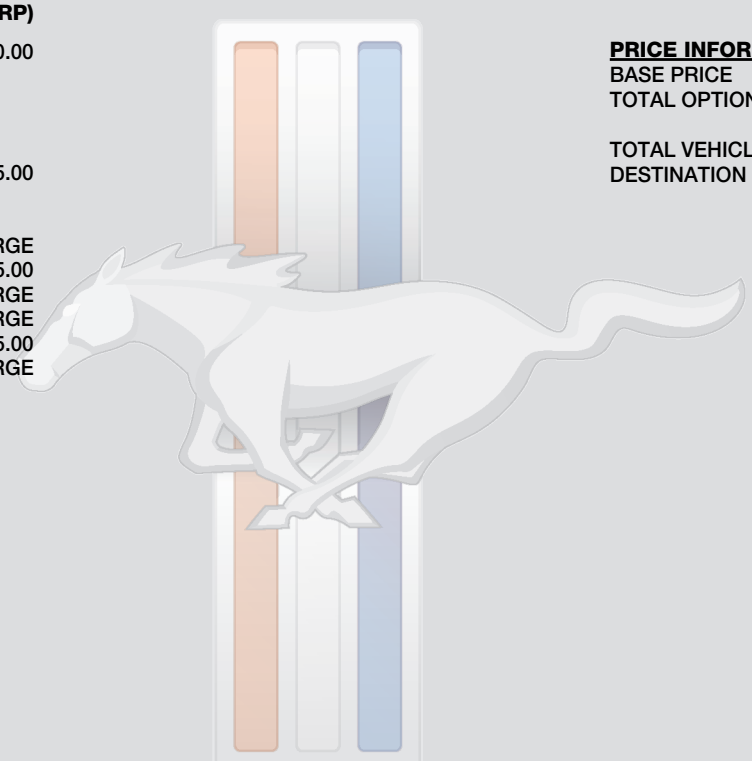 RP)
0.00
5.00
RGE
5.00
RGE
RGE
5.00
RGE
PRICE INFOR
BASE PRICE
TOTAL OPTION
TOTAL VEHICL
DESTINATION